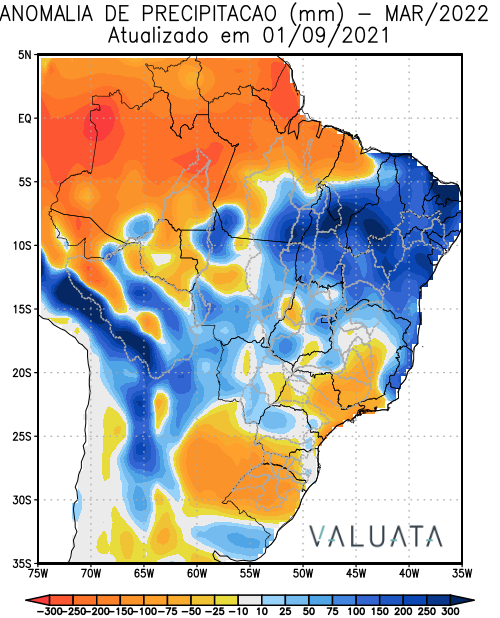 ANOMALIA DE PRECIPITACAO (mm) – MAR/2022
Atualizado em 01/09/2021
5N
EQ
5S
10S
15S
20S
25S
30S
35S
VALUATA
75W 70W 65W 60W 55W 50W 45W 40W 35W
−300−250−200−150−100 −75 −50 −25 −10 10 25 50 75 100 150 200 250 300